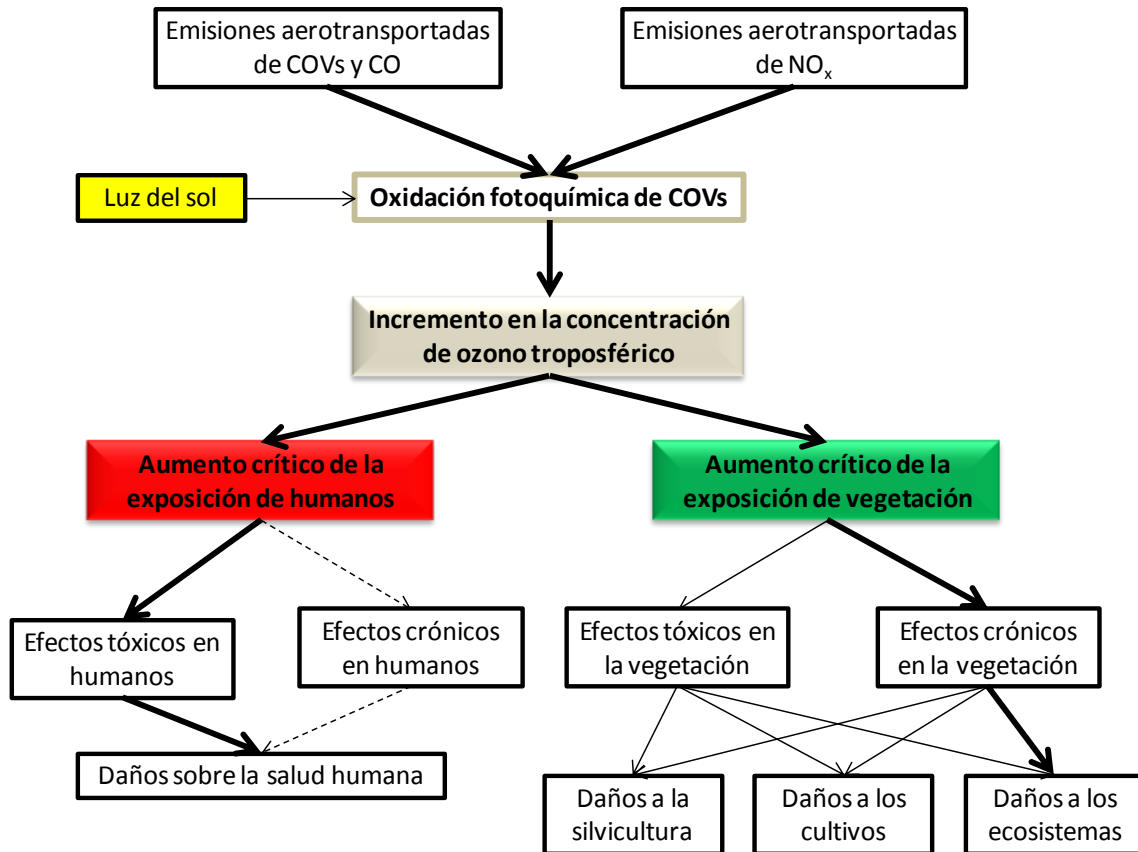 Emisiones aerotransportadas
de COVs y CO
Emisiones aerotransportadas
de NOx
Luz del sol
Oxidación fotoquímica de COVs
Incremento en la concentración
de ozono troposférico
Aumento crítico de la
exposición de humanos
Aumento crítico de la
exposición de vegetación
Efectos tóxicos en
humanos
Efectos crónicos
en humanos
Efectos tóxicos en
la vegetación
Efectos crónicos
en la vegetación
Daños sobre la salud humana
Daños a la
silvicultura
Daños a los
cultivos
Daños a los
ecosistemas